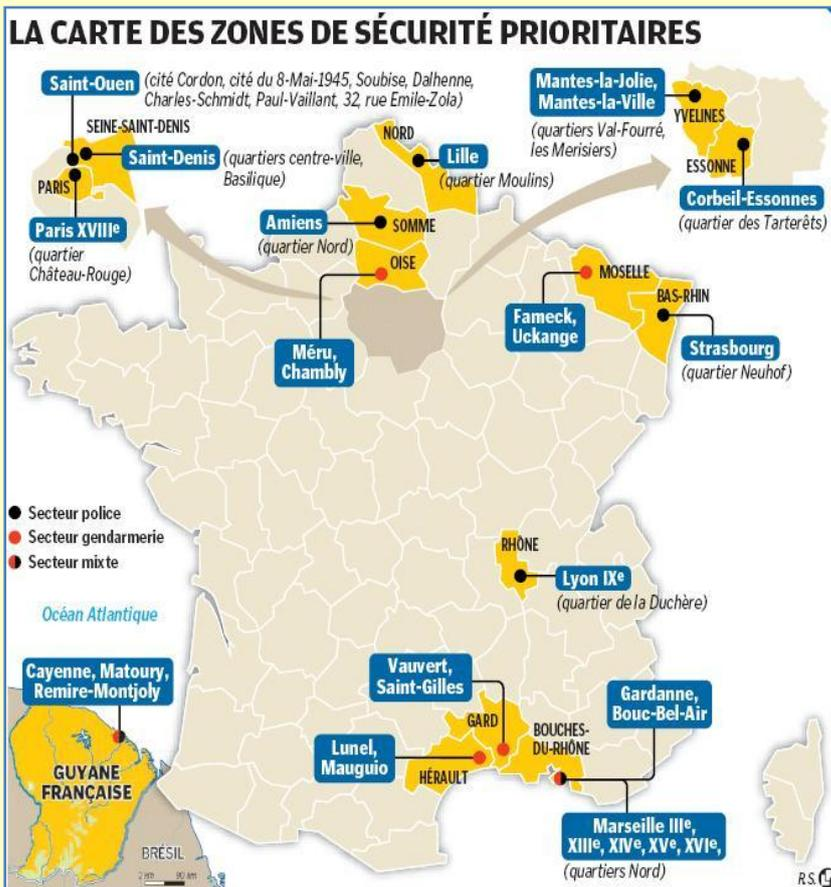 LA CARTE DES ZONES DE SÉCURITÉ PRIORITAIRES
Saint-Ouen
(cité Cordon, cité du 8-Mai-1945, Soubise, Dalhenne,
Charles-Schmidt, Paul-Vaillant, 32, rue Emile-Zola)
SEINE-SAINT-DENIS
Saint-Denis
(quartiers centre-ville,
Basilique)
PARIS
Paris XVIIIe
(quartier
Château-Rouge)
NORD
Lille
(quartier Moulins)
Amiens
(quartier Nord)
SOMME
OISE
Méru,
Chambly
Mantes-la-Jolie,
Mantes-la-Ville
(quartiers Val-Fourré,
les Merisiers)
YVELINES
ESSONNE
Corbeil-Essonnes
(quartier des Tarterêts)
MOSELLE
BAS-RHIN
Fameck,
Uckange
Strasbourg
(quartier Neuhof)
Secteur police
Secteur gendarmerie
Secteur mixte
Océan Atlantique
RHÔNE
Lyon IXe
(quartier de la Duchère)
Cayenne, Matoury,
Remire-Montjoly
GUYANE
FRANÇAISE
BRÉSIL
90 km
Vauvert,
Saint-Gilles
GARD
Lunel,
Mauguio
HÉRAULT
BOUCHES-
DU-RHÔNE
Gardanne,
Bouc-Bel-Air
Marseille IIIe,
XIIIe, XIVe, XVe, XVIe,
(quartiers Nord)
R.S.